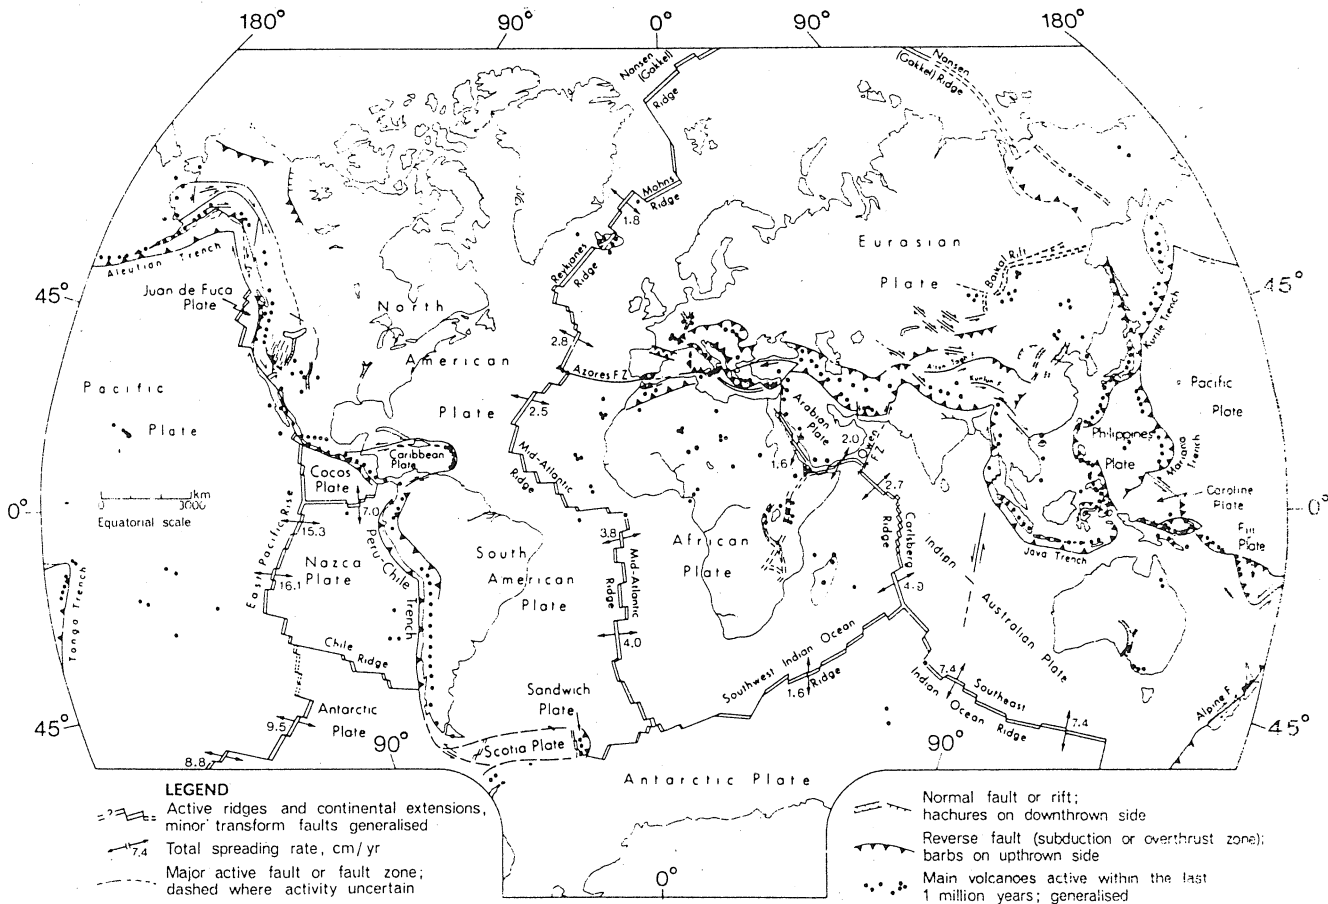 180°
90°
0°
90°
180°
Nansen
(Gakkel)
Ridge
Nansen
(Gakkel) Ridge
Mohns
Ridge
1.8
Reykjanes
Ridge
Eurasian
Plate
Baikal Rift
Aleutian Trench
Juan de Fuca
Plate
45°
45°
North
American
Plate
Kurile Trench
2.8
Azores F Z
Altyn Tagh F
Kunlun F
Pacific
Plate
Pacific
Plate
2.5
Mid-Atlantic
Ridge
Arabian
Plate
2.0
Owen
FZ
1.6
Philippines
Plate
Mariana
Trench
Caribbean
Plate
Cocos
Plate
km
0
3000
Equatorial scale
2.7
Caroline
Plate
0°
0°
7.0
15.3
East Pacific Rise
Peru-Chile
Trench
3.8
Mid-Atlantic
Ridge
African
Plate
Carlsberg
Ridge
Indian
Australian Plate
Java Trench
Fiji
Plate
Nazca
Plate
16.1
South
American
Plate
4.0
Tonga Trench
4.0
Chile
Ridge
Southwest Indian Ocean
Ridge
1.6
7.4
Southeast
Indian Ocean Ridge
7.4
Alpine F.
Sandwich
Plate
Antarctic
Plate
9.5
8.8
45°
45°
90°
90°
Scotia Plate
Antarctic Plate
0°
LEGEND
Active ridges and continental extensions,
minor transform faults generalised
7.4
Total spreading rate, cm/yr
Major active fault or fault zone;
dashed where activity uncertain
Normal fault or rift;
hachures on downthrown side
Reverse fault (subduction or overthrust zone);
barbs on upthrown side
Main volcanoes active within the last
1 million years; generalised